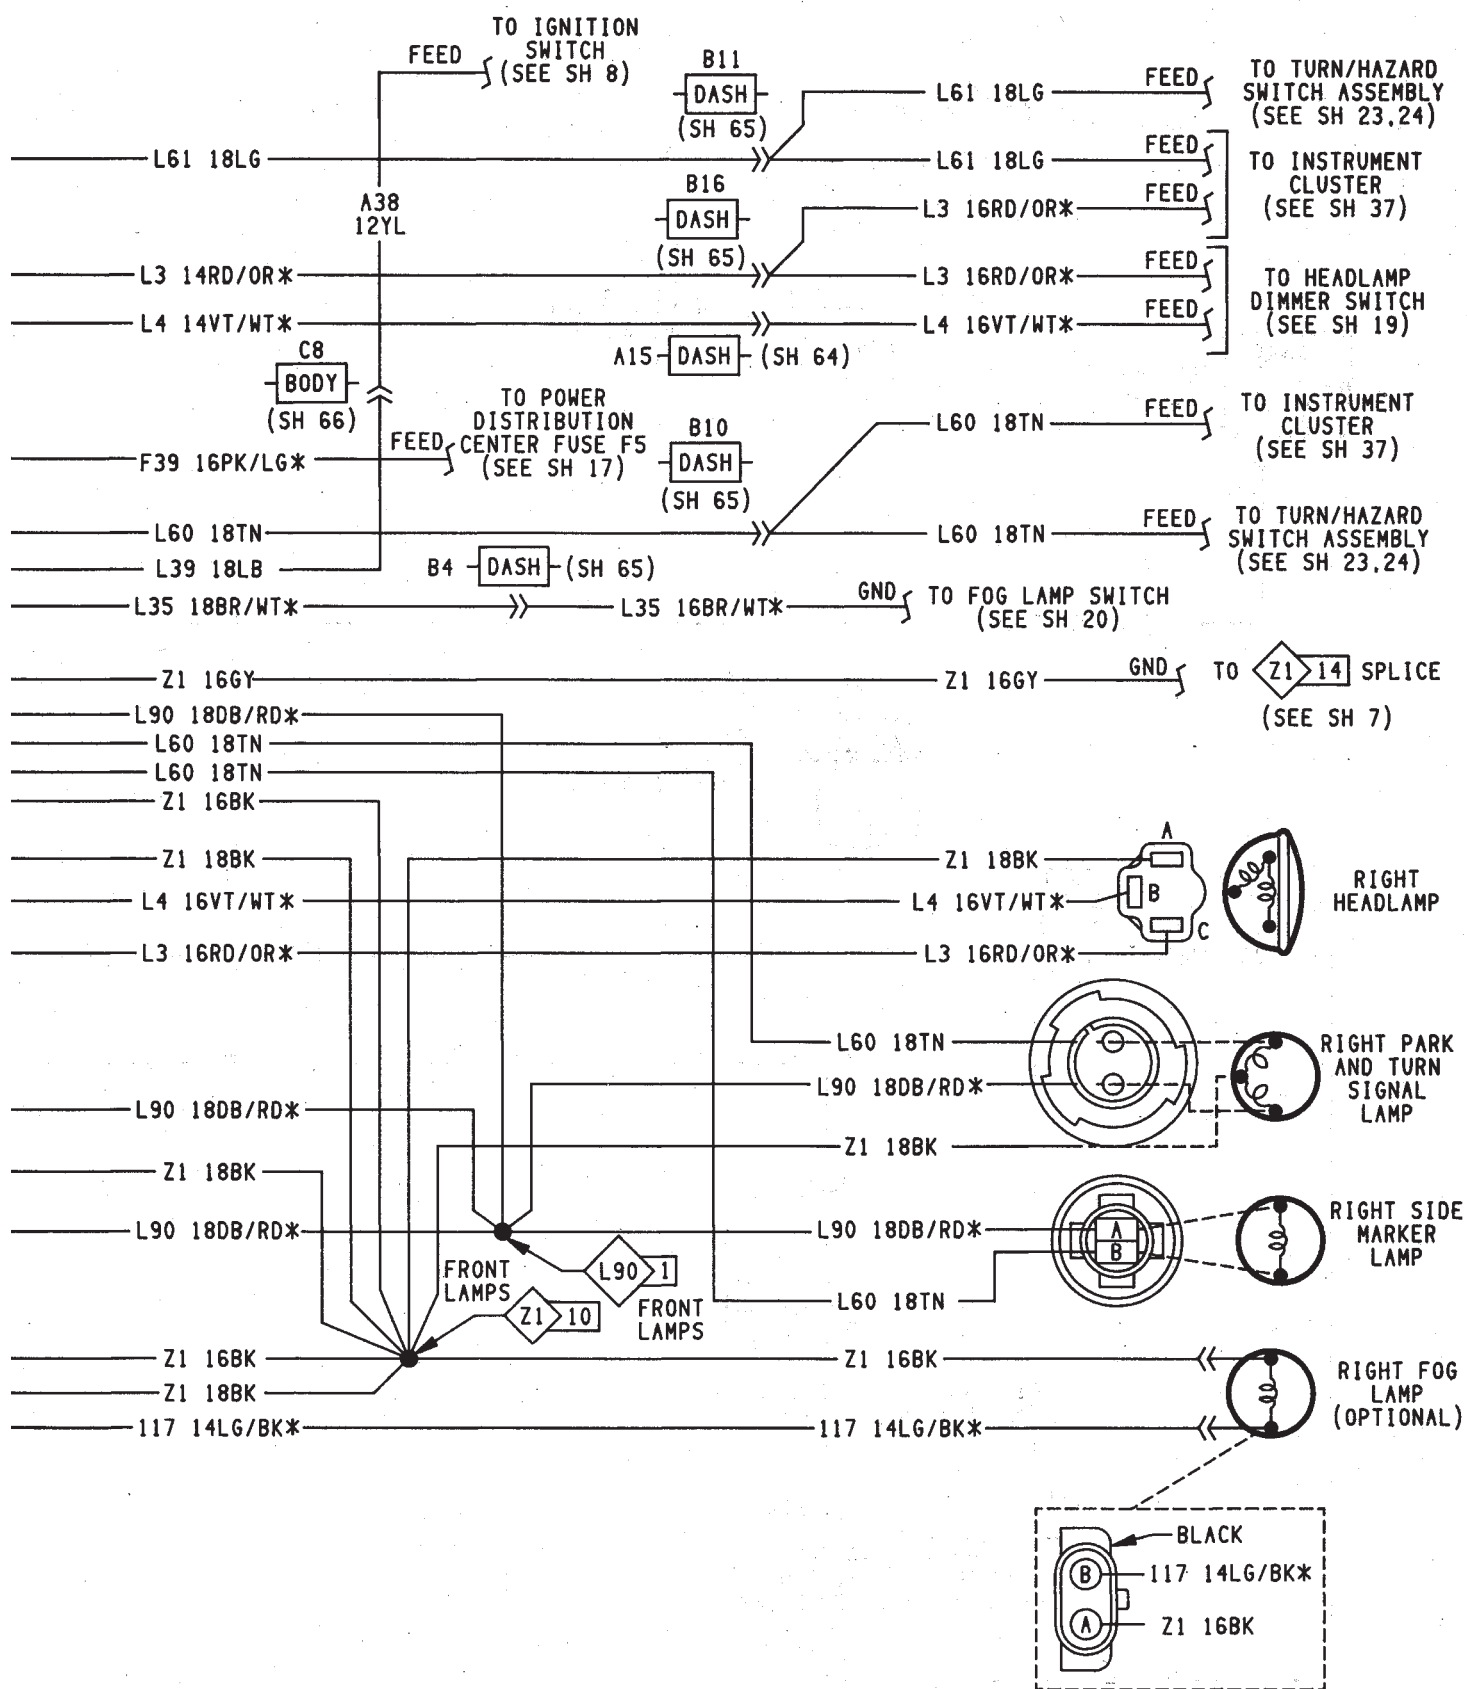 TO IGNITION
SWITCH
(SEE SH 8)
FEED
B11
DASH
(SH 65)
L61 18LG
FEED
TO TURN/HAZARD
SWITCH ASSEMBLY
(SEE SH 23,24)
L61 18LG
L61 18LG
FEED
TO INSTRUMENT
CLUSTER
(SEE SH 37)
A38
12YL
B16
DASH
(SH 65)
L3 16RD/OR*
FEED
L3 14RD/OR*
L3 16RD/OR*
FEED
TO HEADLAMP
DIMMER SWITCH
(SEE SH 19)
L4 14VT/WT*
L4 16VT/WT*
FEED
A15 DASH (SH 64)
C8
BODY
(SH 66)
TO POWER
DISTRIBUTION
CENTER FUSE F5
(SEE SH 17)
FEED
F39 16PK/LG*
B10
DASH
(SH 65)
L60 18TN
FEED
TO INSTRUMENT
CLUSTER
(SEE SH 37)
L60 18TN
L60 18TN
FEED
TO TURN/HAZARD
SWITCH ASSEMBLY
(SEE SH 23,24)
L39 18LB
B4 DASH (SH 65)
L35 18BR/WT*
L35 16BR/WT*
GND
TO FOG LAMP SWITCH
(SEE SH 20)
Z1 16GY
Z1 16GY
GND
TO Z1 14 SPLICE
(SEE SH 7)
L90 18DB/RD*
L60 18TN
L60 18TN
Z1 16BK
Z1 18BK
Z1 18BK
A
L4 16VT/WT*
L4 16VT/WT*
B
RIGHT
HEADLAMP
L3 16RD/OR*
L3 16RD/OR*
C
L60 18TN
RIGHT PARK
AND TURN
SIGNAL
LAMP
L90 18DB/RD*
L90 18DB/RD*
Z1 18BK
Z1 18BK
L90 18DB/RD*
L90 18DB/RD*
A
B
RIGHT SIDE
MARKER
LAMP
L90 1
FRONT
LAMPS
FRONT
LAMPS
Z1 10
L60 18TN
Z1 16BK
Z1 16BK
RIGHT FOG
LAMP
(OPTIONAL)
Z1 18BK
117 14LG/BK*
117 14LG/BK*
BLACK
B
117 14LG/BK*
A
Z1 16BK